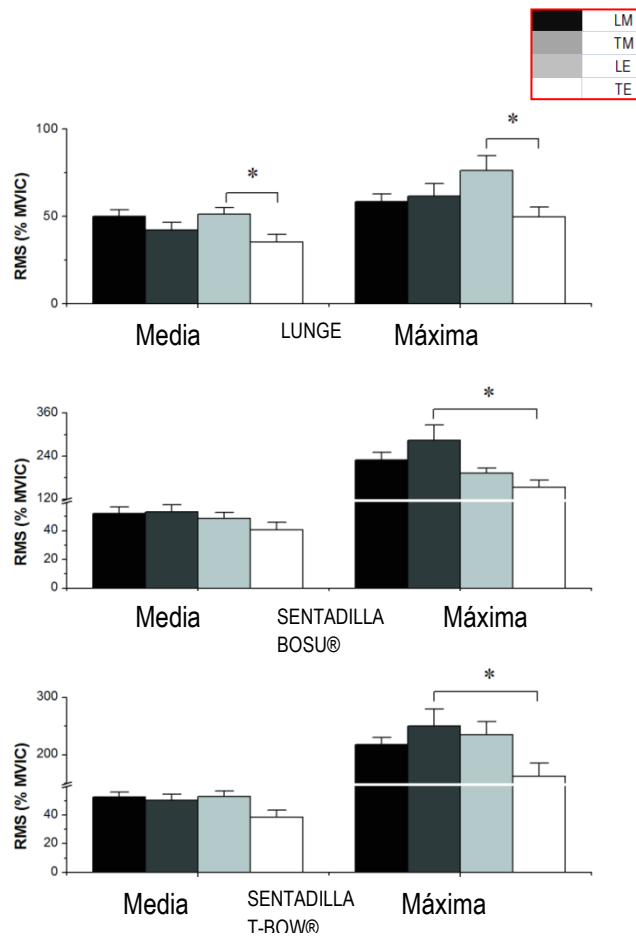 LM
TM
LE
TE
100
*
*
50
0
RMS (% MVIC)
Media
LUNGE
Máxima
360
*
240
120
40
20
0
RMS (% MVIC)
Media
SENTADILLA
BOSU®
Máxima
300
*
200
40
20
0
RMS (% MVIC)
Media
SENTADILLA
T-BOW®
Máxima